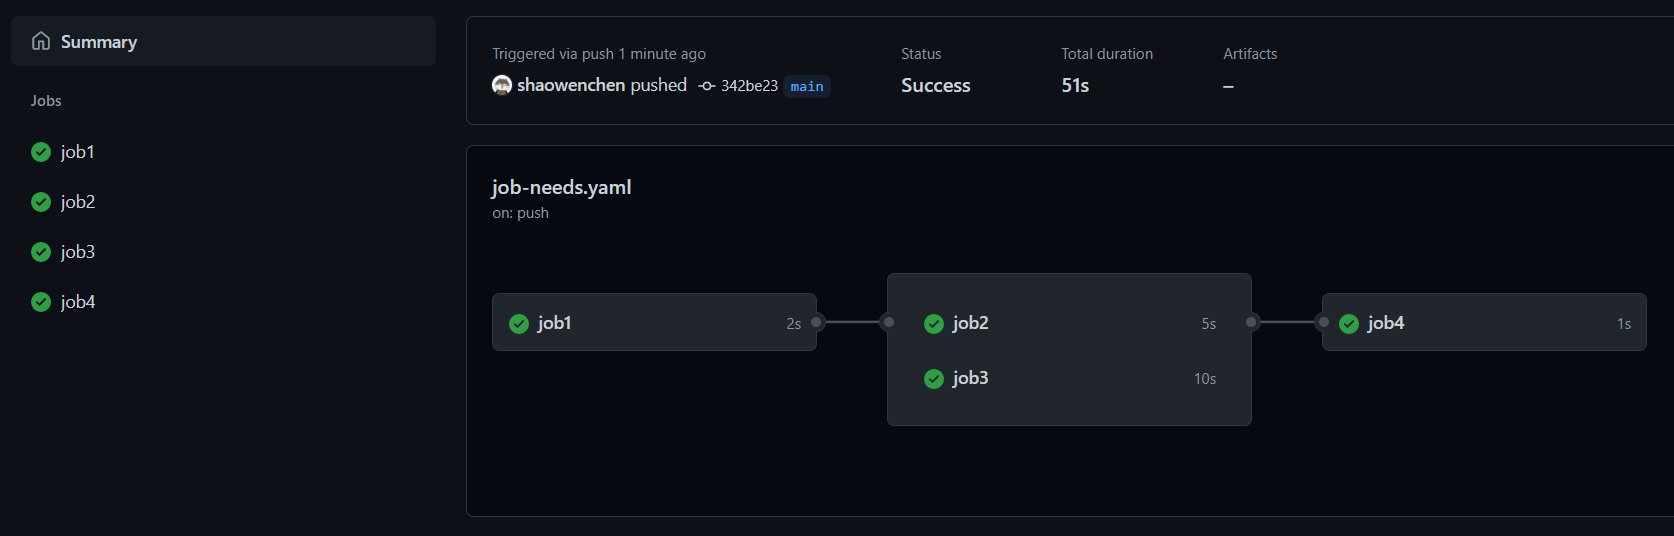 Summary
Jobs
job1
job2
job3
job4
Triggered via push 1 minute ago
shaowenchen pushed 342be23 main
Status
Success
Total duration
51s
Artifacts
–
job-needs.yaml
on: push
job1 2s
job2 5s
job3 10s
job4 1s